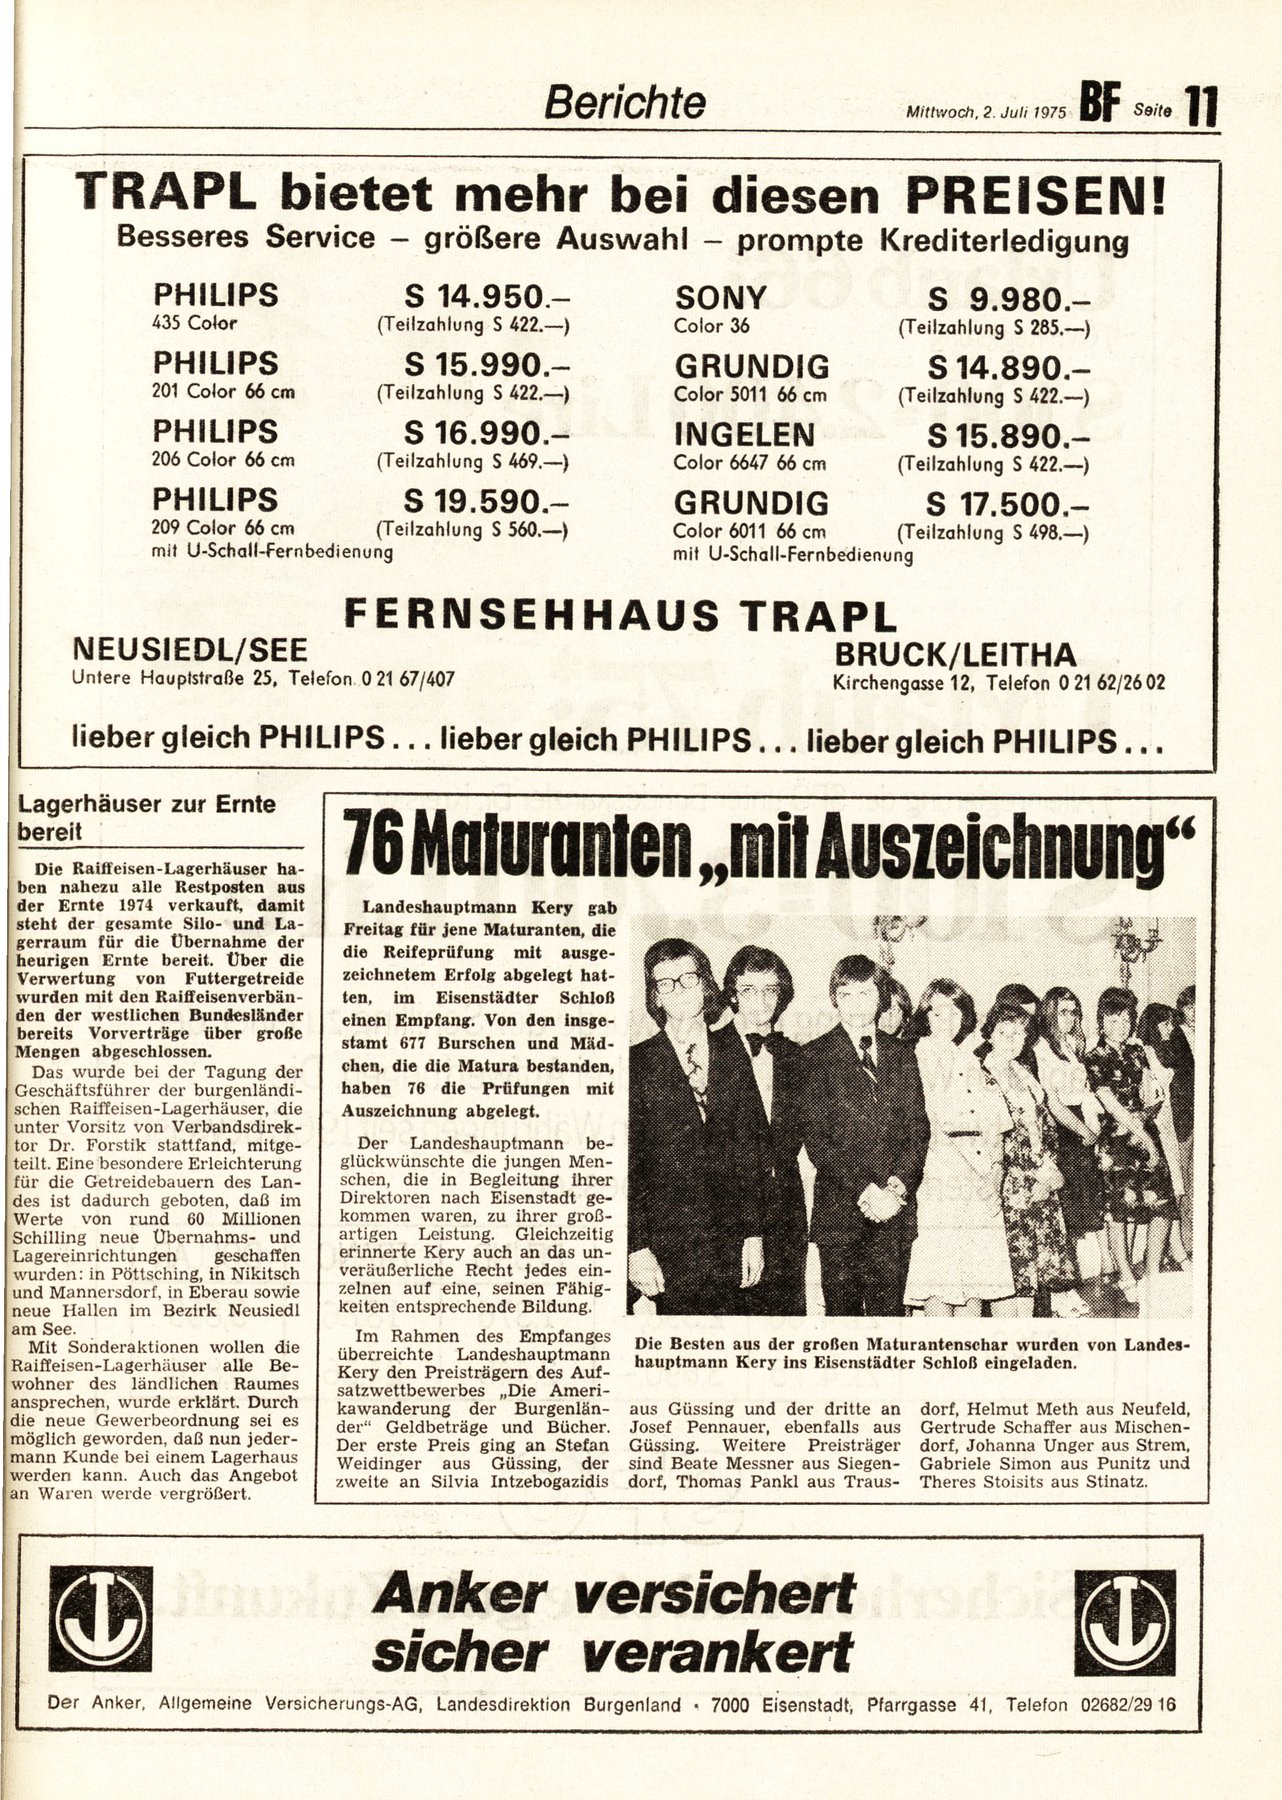 Berichte
Mittwoch, 2. Juli 1975 BF Seite 11
TRAPL bietet mehr bei diesen PREISEN!
Besseres Service – größere Auswahl – prompte Krediterledigung
PHILIPS S 14.950.–
435 Color (Teilzahlung S 422.—)
PHILIPS S 15.990.–
201 Color 66 cm (Teilzahlung S 422.—)
PHILIPS S 16.990.–
206 Color 66 cm (Teilzahlung S 469.—)
PHILIPS S 19.590.–
209 Color 66 cm (Teilzahlung S 560.—)
mit U-Schall-Fernbedienung
SONY S 9.980.–
Color 36 (Teilzahlung S 285.—)
GRUNDIG S 14.890.–
Color 5011 66 cm (Teilzahlung S 422.—)
INGELEN S 15.890.–
Color 6647 66 cm (Teilzahlung S 422.—)
GRUNDIG S 17.500.–
Color 6011 66 cm (Teilzahlung S 498.—)
mit U-Schall-Fernbedienung
FERNSEHHAUS TRAPL
NEUSIEDL/SEE
Untere Hauptstraße 25, Telefon 0 21 67/407
BRUCK/LEITHA
Kirchengasse 12, Telefon 0 21 62/26 02
lieber gleich PHILIPS . . . lieber gleich PHILIPS . . . lieber gleich PHILIPS . . .
Lagerhäuser zur Ernte
bereit
Die Raiffeisen-Lagerhäuser ha-
ben nahezu alle Restposten aus
der Ernte 1974 verkauft, damit
steht der gesamte Silo- und La-
gerraum für die Übernahme der
heurigen Ernte bereit. Über die
Verwertung von Futtergetreide
wurden mit den Raiffeisenverbän-
den der westlichen Bundesländer
bereits Vorverträge über große
Mengen abgeschlossen.
Das wurde bei der Tagung der
Geschäftsführer der burgenländi-
schen Raiffeisen-Lagerhäuser, die
unter Vorsitz von Verbandsdirek-
tor Dr. Forstik stattfand, mitge-
teilt. Eine besondere Erleichterung
für die Getreidebauern des Lan-
des ist dadurch geboten, daß im
Werte von rund 60 Millionen
Schilling neue Übernahms- und
Lagereinrichtungen geschaffen
wurden: in Pöttsching, in Nikitsch
und Mannersdorf, in Eberau sowie
neue Hallen im Bezirk Neusiedl
am See.
Mit Sonderaktionen wollen die
Raiffeisen-Lagerhäuser alle Be-
wohner des ländlichen Raumes
ansprechen, wurde erklärt. Durch
die neue Gewerbeordnung sei es
möglich geworden, daß nun jeder-
mann Kunde bei einem Lagerhaus
werden kann. Auch das Angebot
an Waren werde vergrößert.
76 Maturanten „mit Auszeichnung“
Landeshauptmann Kery gab
Freitag für jene Maturanten, die
die Reifeprüfung mit ausge-
zeichnetem Erfolg abgelegt hat-
ten, im Eisenstädter Schloß
einen Empfang. Von den insge-
stamt 677 Burschen und Mäd-
chen, die die Matura bestanden,
haben 76 die Prüfungen mit
Auszeichnung abgelegt.
Der Landeshauptmann be-
glückwünschte die jungen Men-
schen, die in Begleitung ihrer
Direktoren nach Eisenstadt ge-
kommen waren, zu ihrer groß-
artigen Leistung. Gleichzeitig
erinnerte Kery auch an das un-
veräußerliche Recht jedes ein-
zelnen auf eine, seinen Fähig-
keiten entsprechende Bildung.
Im Rahmen des Empfanges
überreichte Landeshauptmann
Kery den Preisträgern des Auf-
satzwettbewerbes „Die Ameri-
kawanderung der Burgenlän-
der“ Geldbeträge und Bücher.
Der erste Preis ging an Stefan
Weidinger aus Güssing, der
zweite an Silvia Intzebogazidis
Die Besten aus der großen Maturantenschar wurden von Landes-
hauptmann Kery ins Eisenstädter Schloß eingeladen.
aus Güssing und der dritte an
Josef Pennauer, ebenfalls aus
Güssing. Weitere Preisträger
sind Beate Messner aus Siegen-
dorf, Thomas Pankl aus Traus-
dorf, Helmut Meth aus Neufeld,
Gertrude Schaffer aus Mischen-
dorf, Johanna Unger aus Strem,
Gabriele Simon aus Punitz und
Theres Stoisits aus Stinatz.
Anker versichert
sicher verankert
Der Anker, Allgemeine Versicherungs-AG, Landesdirektion Burgenland · 7000 Eisenstadt, Pfarrgasse 41, Telefon 02682/29 16